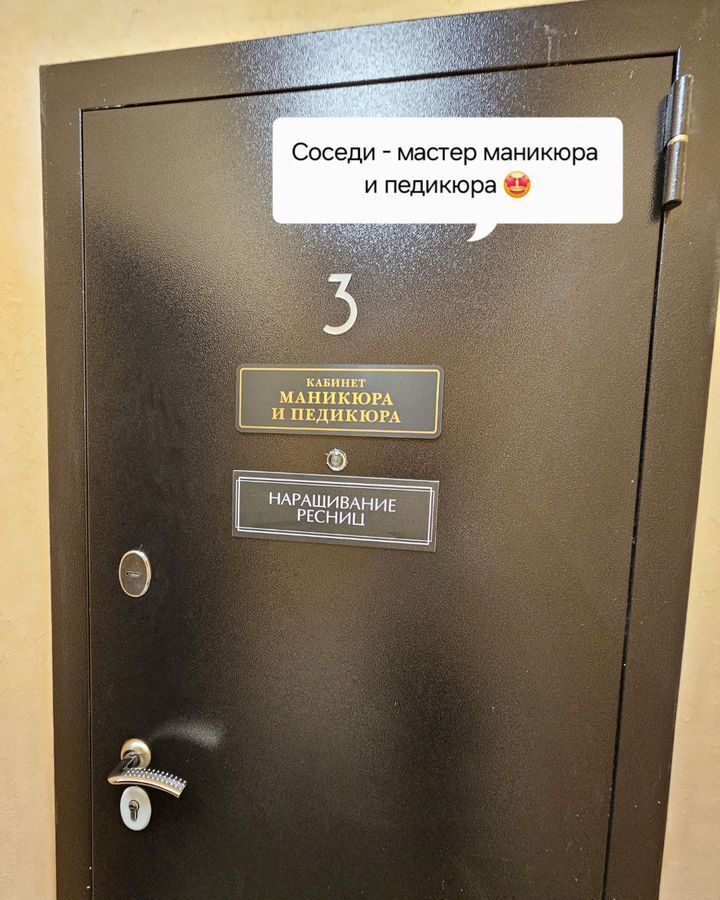 Соседи - мастер маникюра
и педикюра 🤩
3
КАБИНЕТ
МАНИКЮРА
И ПЕДИКЮРА
НАРАЩИВАНИЕ
РЕСНИЦ